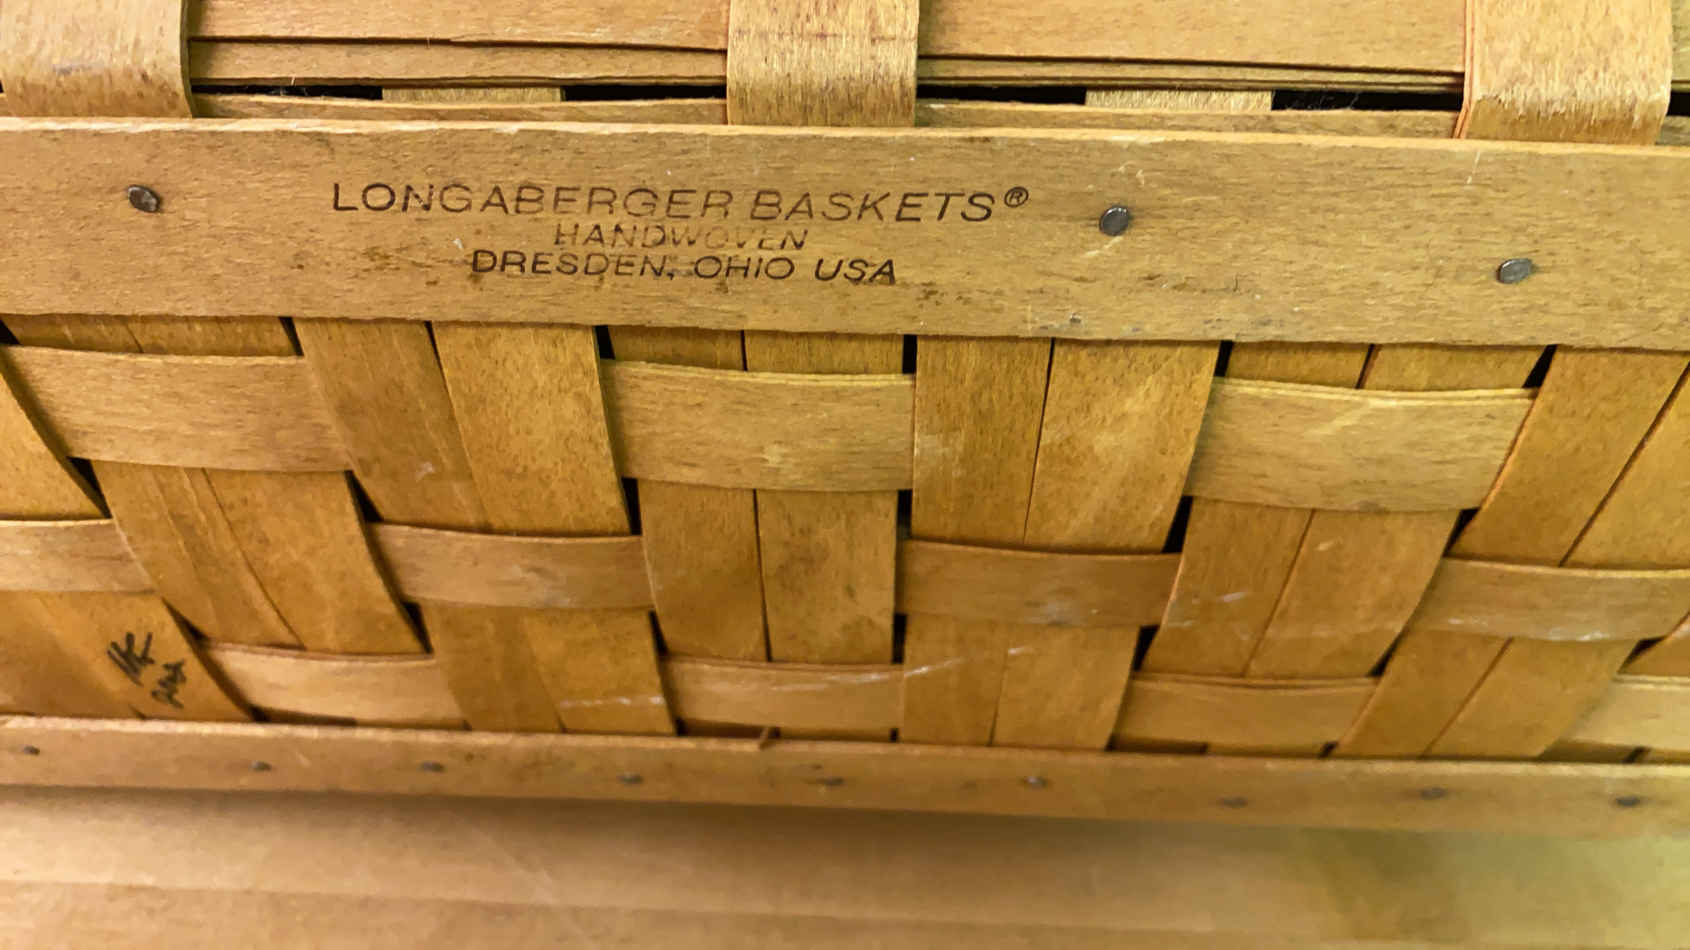 LONGABERGER BASKETS®
HANDWOVEN
DRESDEN, OHIO USA